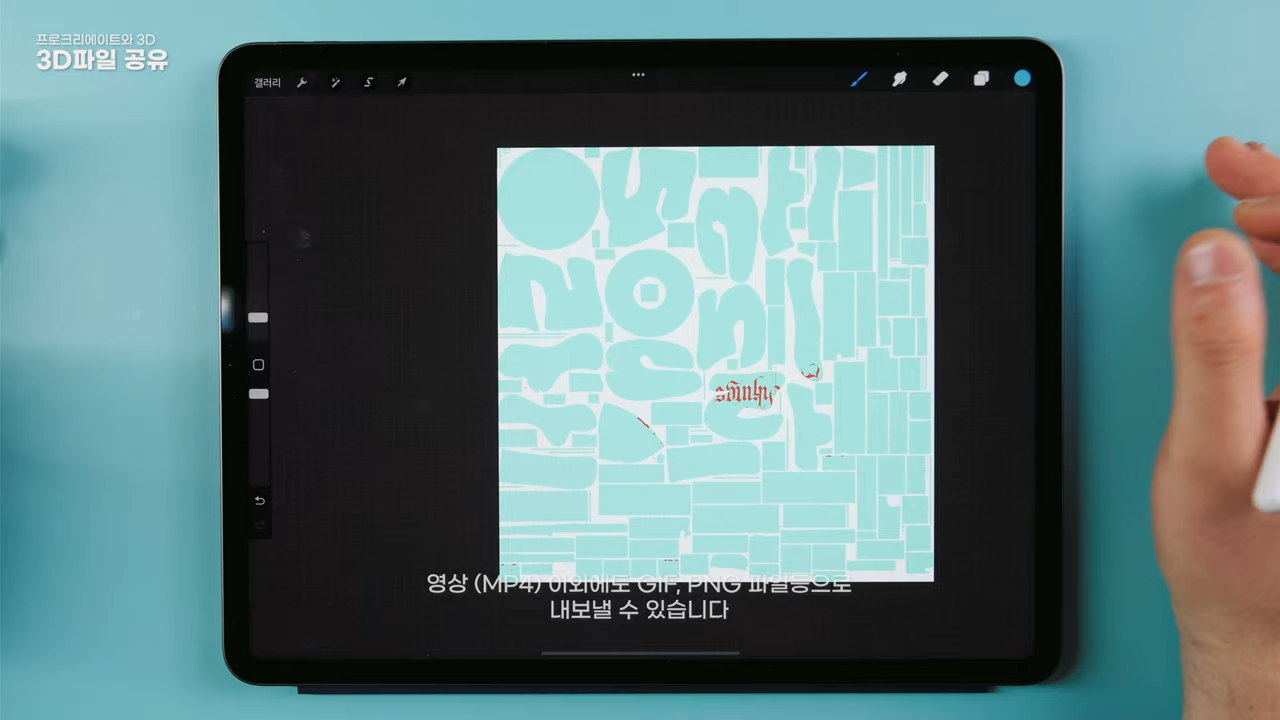 프로크리에이트와 3D
3D파일 공유
갤러리
영상 (MP4) 이외에도 GIF, PNG 파일등으로
내보낼 수 있습니다